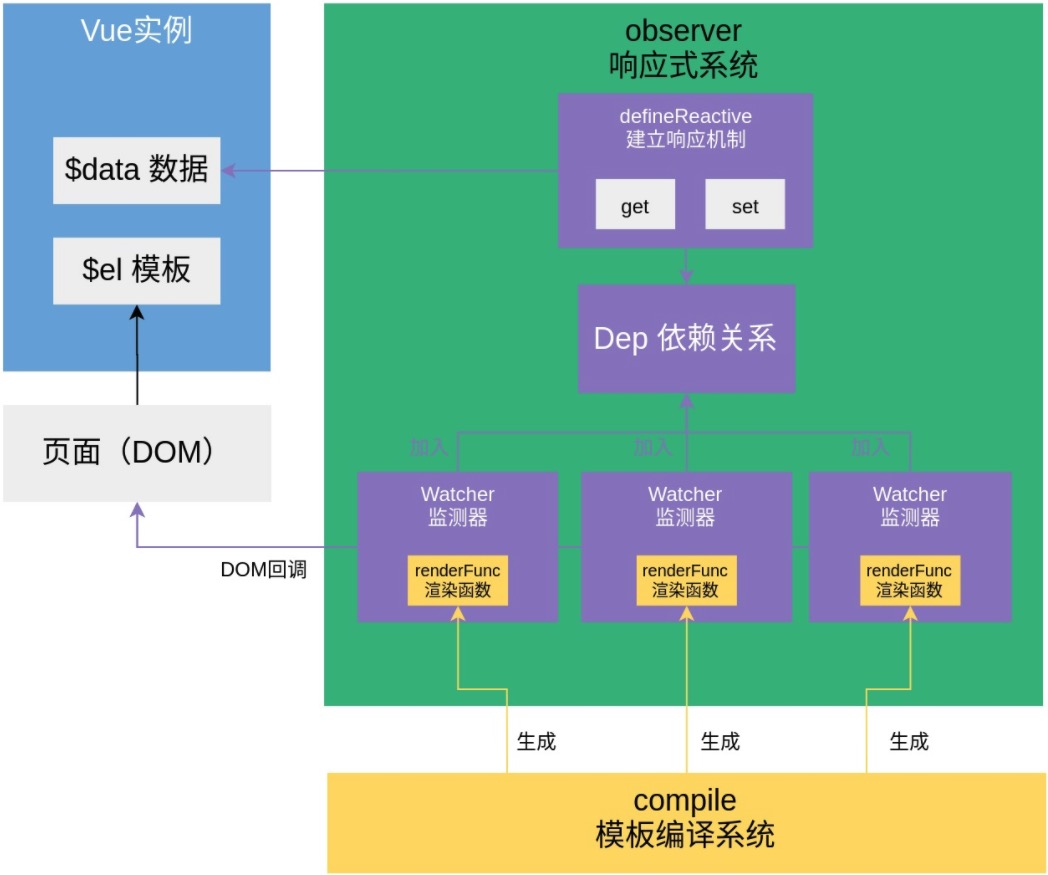 Vue实例
$data 数据
$el 模板
页面（DOM）
observer
响应式系统
defineReactive
建立响应机制
get
set
Dep 依赖关系
加入
加入
加入
Watcher
监测器
renderFunc
渲染函数
Watcher
监测器
renderFunc
渲染函数
Watcher
监测器
renderFunc
渲染函数
DOM回调
生成
生成
生成
compile
模板编译系统